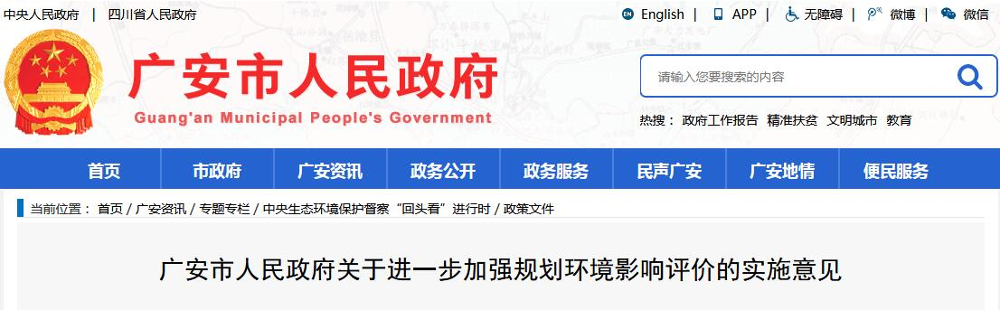 中央人民政府 | 四川省人民政府
EN English | APP | 无障碍 | 微博 | 微信
广安市人民政府
Guang'an Municipal People's Government
请输入您要搜索的内容
热搜： 政府工作报告 精准扶贫 文明城市 教育
首页 市政府 广安资讯 政务公开 政务服务 民声广安 广安地情 便民服务
当前位置： 首页 / 广安资讯 / 专题专栏 / 中央生态环境保护督察“回头看”进行时 / 政策文件
广安市人民政府关于进一步加强规划环境影响评价的实施意见